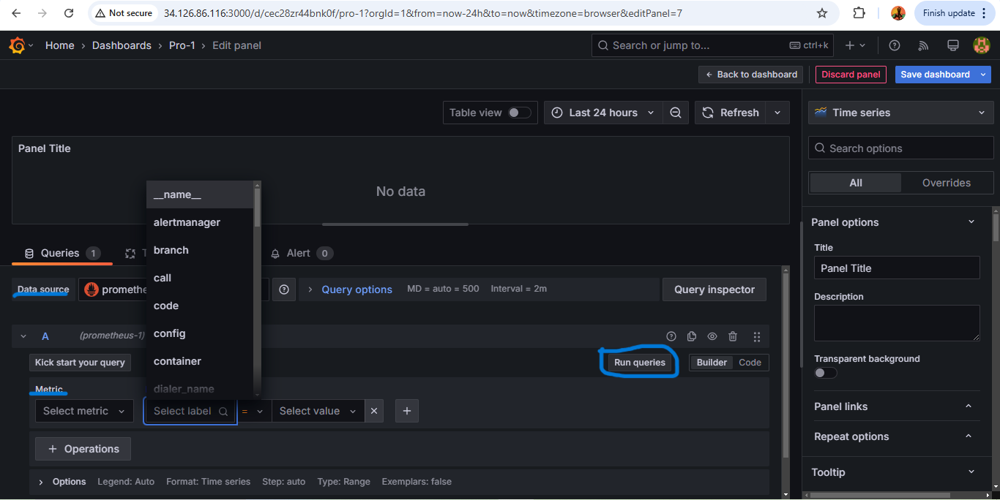 Not secure
34.126.86.116:3000/d/cec28zr44bnk0f/pro-1?orgId=1&from=now-24h&to=now&timezone=browser&editPanel=7
Finish update
Home › Dashboards › Pro-1 › Edit panel
Search or jump to...
ctrl+k
← Back to dashboard
Discard panel
Save dashboard
Table view
Last 24 hours
Refresh
Time series
Panel Title
Search options
No data
All
Overrides
__name__
alertmanager
branch
call
code
config
container
dialer_name
Queries 1
Alert 0
Panel options
Title
Panel Title
Description
Transparent background
Panel links
Repeat options
Tooltip
Data source
Query options
MD = auto = 500
Interval = 2m
Query inspector
A
(prometheus-1)
Kick start your query
Run queries
Builder
Code
Metric
Select metric
Select label
=
Select value
+ Operations
Options
Legend: Auto
Format: Time series
Step: auto
Type: Range
Exemplars: false